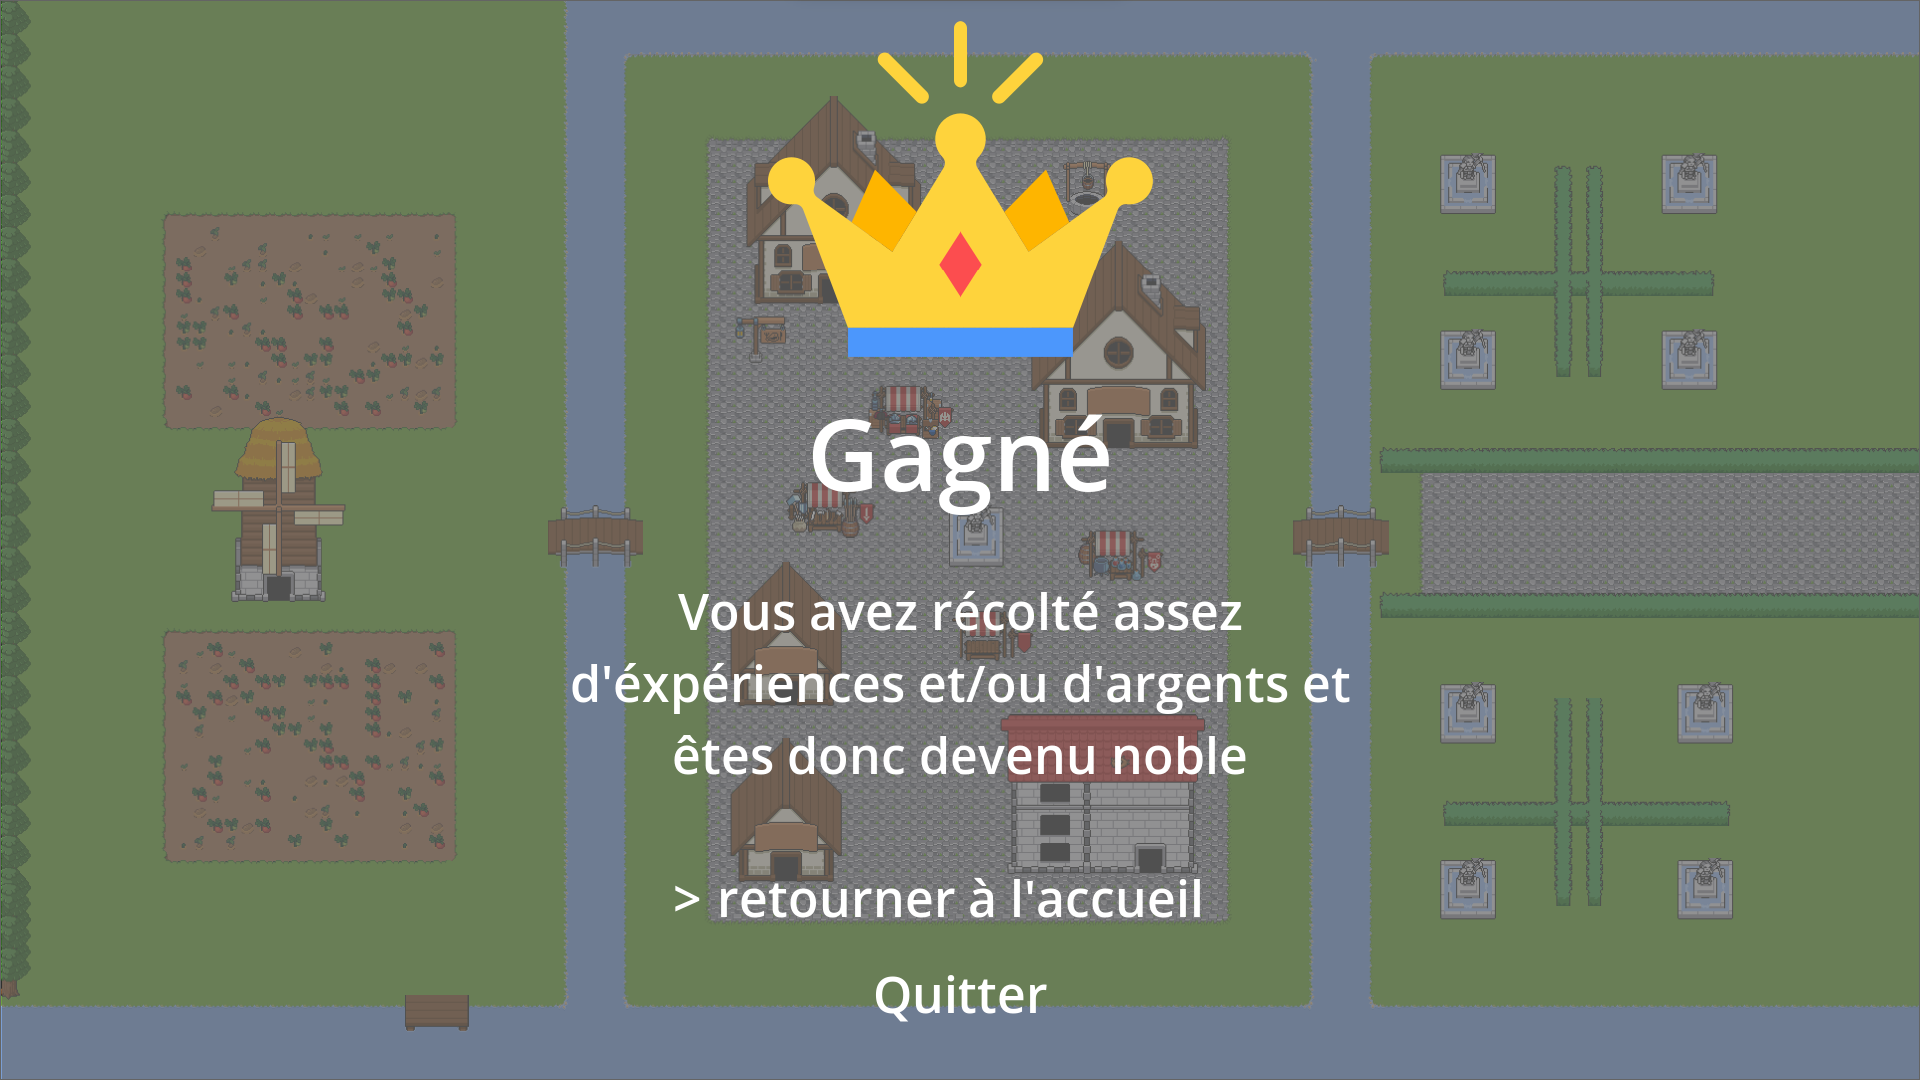 Gagné
Vous avez récolté assez
d'éxpériences et/ou d'argents et
êtes donc devenu noble
> retourner à l'accueil
Quitter